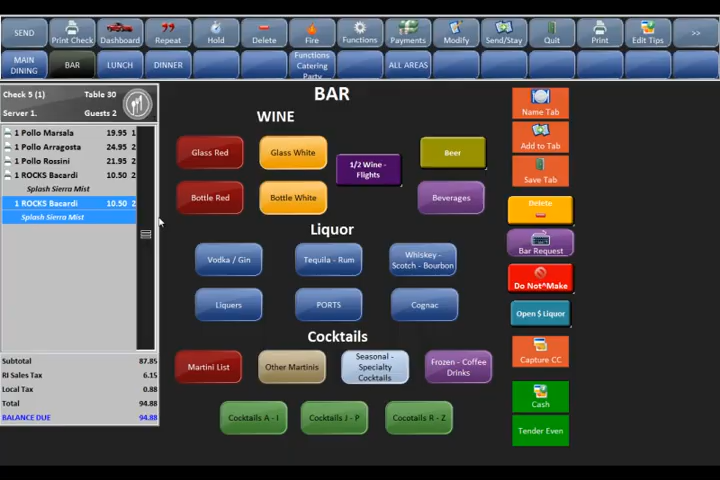 SEND
Print Check
Dashboard
Repeat
Hold
Delete
Fire
Functions
Payments
Modify
Send/Stay
Quit
Print
Edit Tips
>>
MAIN
DINING
BAR
LUNCH
DINNER
Functions
Catering
Party
ALL AREAS
Check 5 (1) Table 30
Server 1. Guests 2
1 Pollo Marsala 19.95 1
1 Pollo Arragosta 24.95 2
1 Pollo Rossini 21.95 2
1 ROCKS Bacardi 10.50 2
Splash Sierra Mist
1 ROCKS Bacardi 10.50 2
Splash Sierra Mist
Subtotal 87.85
RI Sales Tax 6.15
Local Tax 0.88
Total 94.88
BALANCE DUE 94.88
BAR
WINE
Glass Red
Glass White
1/2 Wine -
Flights
Beer
Bottle Red
Bottle White
Beverages
Liquor
Vodka / Gin
Tequila - Rum
Whiskey -
Scotch - Bourbon
Liquers
PORTS
Cognac
Cocktails
Martini List
Other Martinis
Seasonal -
Specialty
Cocktails
Frozen - Coffee
Drinks
Cocktails A - I
Cocktails J - P
Cocotails R - Z
Name Tab
Add to Tab
Save Tab
Delete
Bar Request
Do Not^Make
Open $ Liquor
Capture CC
Cash
Tender Even